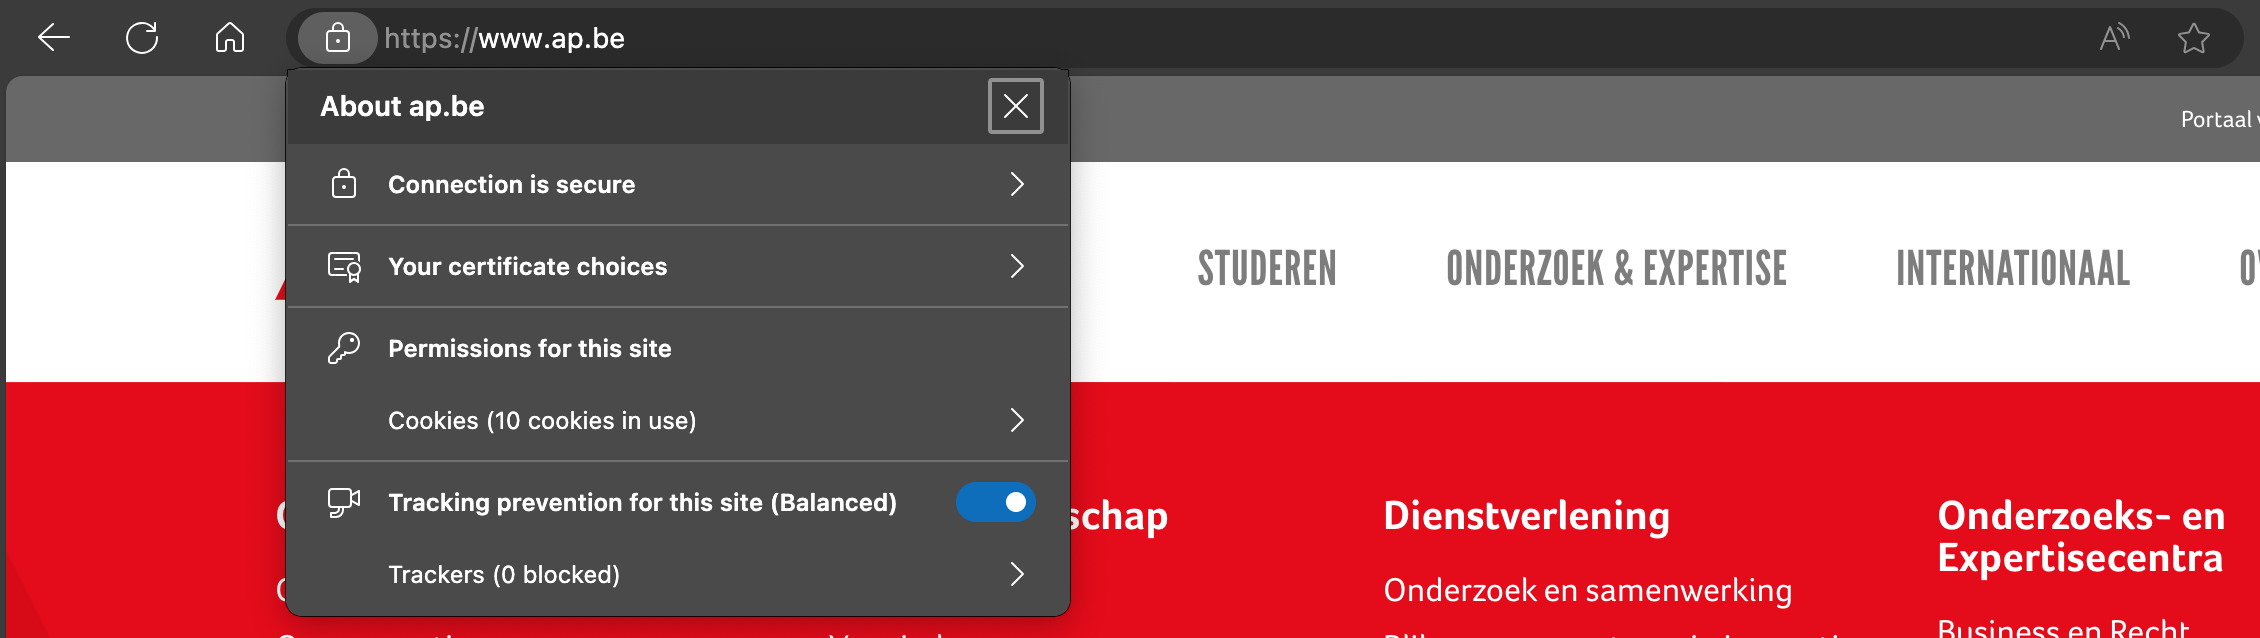 https://www.ap.be
About ap.be
Portaal
Connection is secure
Your certificate choices
STUDEREN
ONDERZOEK & EXPERTISE
INTERNATIONAAL
Permissions for this site
Cookies (10 cookies in use)
Tracking prevention for this site (Balanced)
Trackers (0 blocked)
schap
Dienstverlening
Onderzoek en samenwerking
Onderzoeks- en
Expertisecentra
Business en Recht